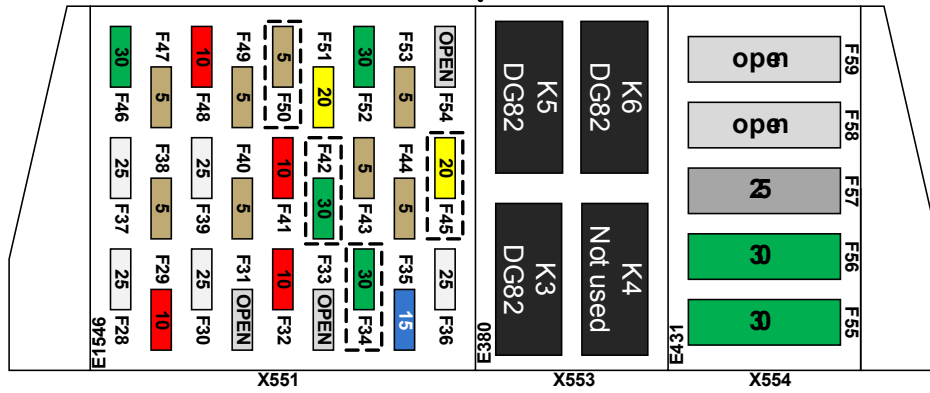 30 F46
F47 5
10 F48
F49 5
5 F50
F51 20
30 F52
F53 5
OPEN F54
25 F37
F38 5
25 F39
F40 5
10 F41
F42 30
5 F43
F44 5
20 F45
25 F28
F29 10
25 F30
F31 OPEN
10 F32
F33 OPEN
30 F34
F35 15
25 F36
E1546
X551
K5
DG82
K6
DG82
K3
DG82
K4
Not used
E380
X553
open
F59
open
F58
25
F57
30
F56
30
F55
E431
X554